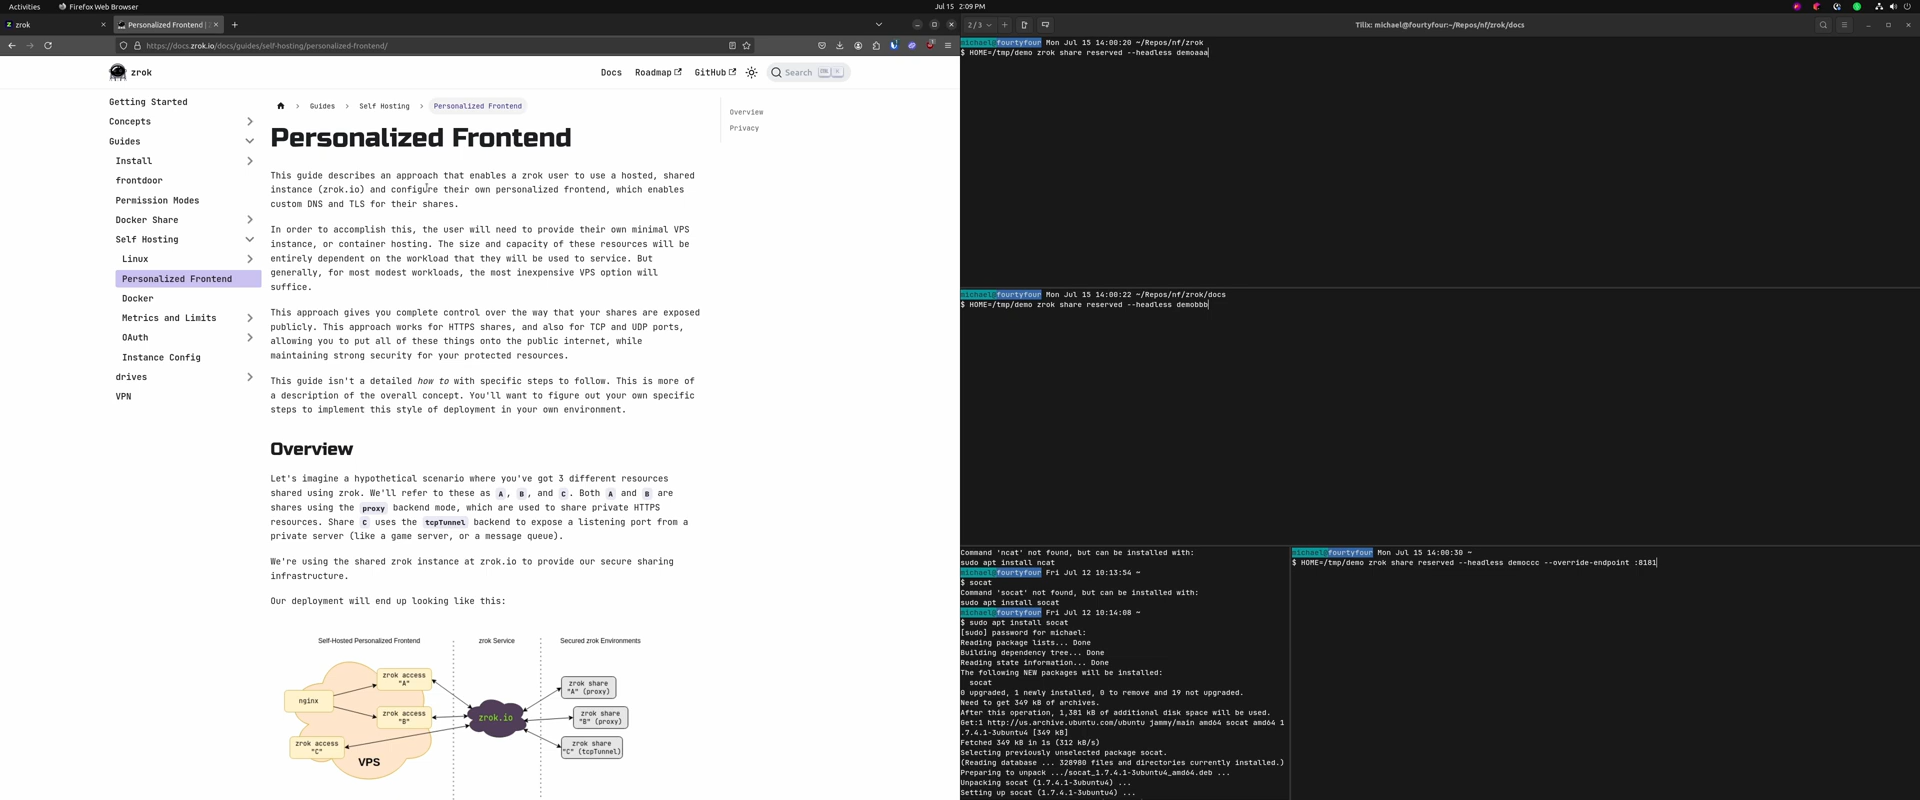 Activities
Firefox Web Browser
Jul 15 2:09 PM
zrok
Personalized Frontend |
https://docs.zrok.io/docs/guides/self-hosting/personalized-frontend/
zrok
Docs
Roadmap
GitHub
Search
Getting Started
Concepts
Guides
Install
frontdoor
Permission Modes
Docker Share
Self Hosting
Linux
Personalized Frontend
Docker
Metrics and Limits
OAuth
Instance Config
drives
VPN
Guides > Self Hosting > Personalized Frontend
Personalized Frontend
This guide describes an approach that enables a zrok user to use a hosted, shared
instance (zrok.io) and configure their own personalized frontend, which enables
custom DNS and TLS for their shares.
In order to accomplish this, the user will need to provide their own minimal VPS
instance, or container hosting. The size and capacity of these resources will be
entirely dependent on the workload that they will be used to service. But
generally, for most modest workloads, the most inexpensive VPS option will
suffice.
This approach gives you complete control over the way that your shares are exposed
publicly. This approach works for HTTPS shares, and also for TCP and UDP ports,
allowing you to put all of these things onto the public internet, while
maintaining strong security for your protected resources.
This guide isn't a detailed how to with specific steps to follow. This is more of
a description of the overall concept. You'll want to figure out your own specific
steps to implement this style of deployment in your own environment.
Overview
Let's imagine a hypothetical scenario where you've got 3 different resources
shared using zrok. We'll refer to these as A, B, and C. Both A and B are
shares using the proxy backend mode, which are used to share private HTTPS
resources. Share C uses the tcpTunnel backend to expose a listening port from a
private server (like a game server, or a message queue).
We're using the shared zrok instance at zrok.io to provide our secure sharing
infrastructure.
Our deployment will end up looking like this:
Self-Hosted Personalized Frontend
zrok Service
Secured zrok Environments
nginx
zrok access
"A"
zrok access
"B"
zrok access
"C"
VPS
zrok.io
zrok share
"A" (proxy)
zrok share
"B" (proxy)
zrok share
"C" (tcpTunnel)
Overview
Privacy
2 / 3
Tilix: michael@fourtyfour:~/Repos/nf/zrok/docs
michael@fourtyfour Mon Jul 15 14:00:20 ~/Repos/nf/zrok
$ HOME=/tmp/demo zrok share reserved --headless demoaaa
michael@fourtyfour Mon Jul 15 14:00:22 ~/Repos/nf/zrok/docs
$ HOME=/tmp/demo zrok share reserved --headless demobbb
Command 'ncat' not found, but can be installed with:
sudo apt install ncat
michael@fourtyfour Fri Jul 12 10:13:54 ~
$ socat
Command 'socat' not found, but can be installed with:
sudo apt install socat
michael@fourtyfour Fri Jul 12 10:14:08 ~
$ sudo apt install socat
[sudo] password for michael:
Reading package lists... Done
Building dependency tree... Done
Reading state information... Done
The following NEW packages will be installed:
socat
0 upgraded, 1 newly installed, 0 to remove and 19 not upgraded.
Need to get 349 kB of archives.
After this operation, 1,381 kB of additional disk space will be used.
Get:1 http://us.archive.ubuntu.com/ubuntu jammy/main amd64 socat amd64 1
.7.4.1-3ubuntu4 [349 kB]
Fetched 349 kB in 1s (312 kB/s)
Selecting previously unselected package socat.
(Reading database ... 328980 files and directories currently installed.)
Preparing to unpack .../socat_1.7.4.1-3ubuntu4_amd64.deb ...
Unpacking socat (1.7.4.1-3ubuntu4) ...
Setting up socat (1.7.4.1-3ubuntu4) ...
michael@fourtyfour Mon Jul 15 14:00:30 ~
$ HOME=/tmp/demo zrok share reserved --headless democcc --override-endpoint :8181